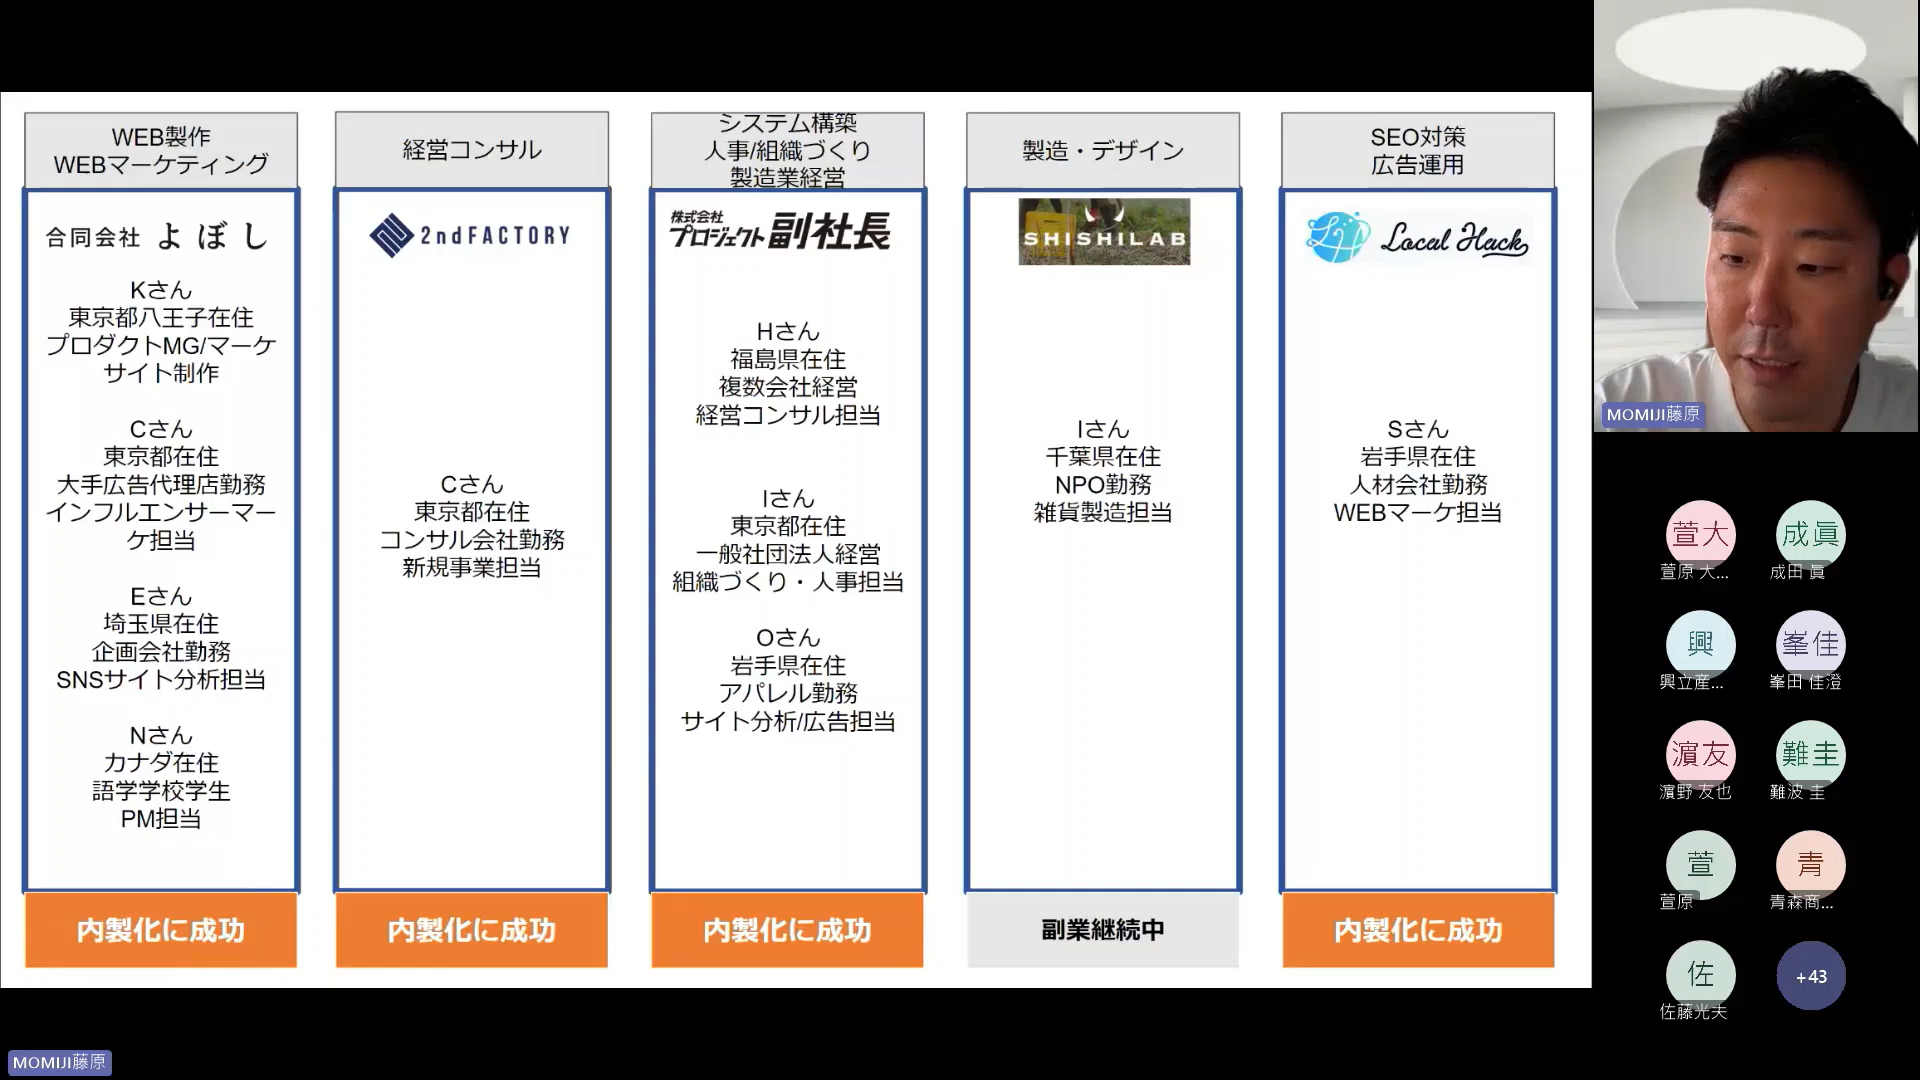 WEB製作
WEBマーケティング
合同会社 よぼし
Kさん
東京都八王子在住
プロダクトMG/マーケ
サイト制作
Cさん
東京都在住
大手広告代理店勤務
インフルエンサーマー
ケ担当
Eさん
埼玉県在住
企画会社勤務
SNSサイト分析担当
Nさん
カナダ在住
語学学校学生
PM担当
内製化に成功
経営コンサル
2ndFACTORY
Cさん
東京都在住
コンサル会社勤務
新規事業担当
内製化に成功
システム構築
人事/組織づくり
製造業経営
株式会社
プロジェクト副社長
Hさん
福島県在住
複数会社経営
経営コンサル担当
Iさん
東京都在住
一般社団法人経営
組織づくり・人事担当
Oさん
岩手県在住
アパレル勤務
サイト分析/広告担当
内製化に成功
製造・デザイン
SHISHILAB
Iさん
千葉県在住
NPO勤務
雑貨製造担当
副業継続中
SEO対策
広告運用
LH Local Hack
Sさん
岩手県在住
人材会社勤務
WEBマーケ担当
内製化に成功
MOMIJI藤原
萱大
萱原 大...
成眞
成田 眞
興
興立産...
峯佳
峯田 佳澄
濵友
濵野 友也
難圭
難波 圭
萱
萱原
青
青森商...
佐
佐藤光夫
+43
MOMIJI藤原